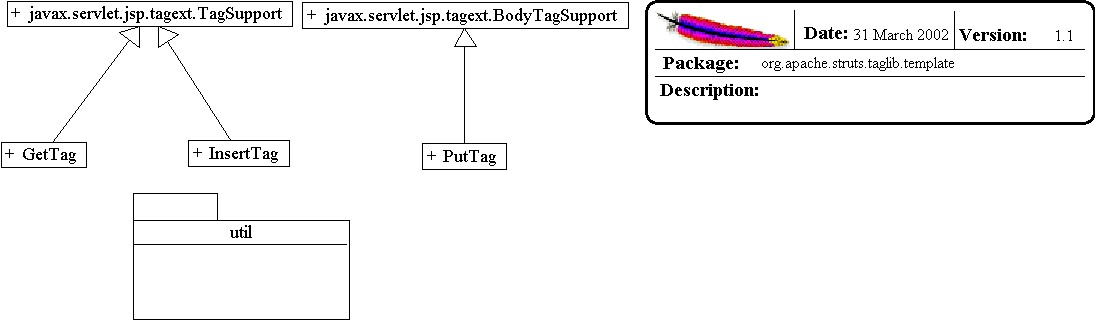 + javax.servlet.jsp.tagext.TagSupport
+ javax.servlet.jsp.tagext.BodyTagSupport
Date: 31 March 2002 Version: 1.1
Package: org.apache.struts.taglib.template
Description:
+ GetTag
+ InsertTag
+ PutTag
util